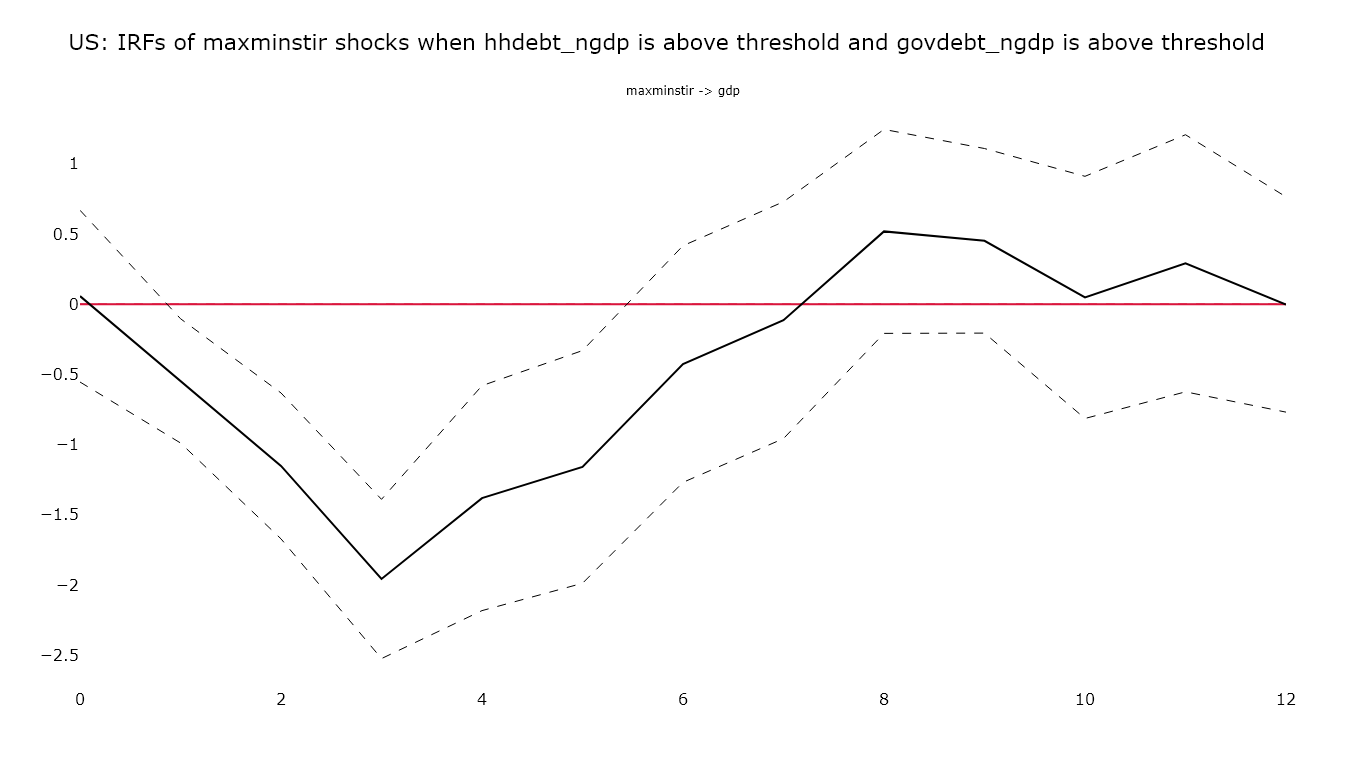 US: IRFs of maxminstir shocks when hhdebt_ngdp is above threshold and govdebt_ngdp is above threshold
maxminstir -> gdp
1
0.5
0
−0.5
−1
−1.5
−2
−2.5
0 2 4 6 8 10 12